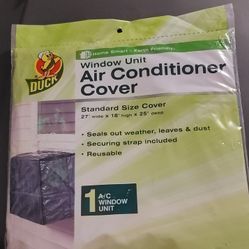 Home Smart - Earth Friendly
Duck
Window Unit
Air Conditioner
Cover
Standard Size Cover
27" wide x 18" high x 25" deep
• Seals out weather, leaves & dust
• Securing strap included
• Reusable
1 A/C
WINDOW
UNIT